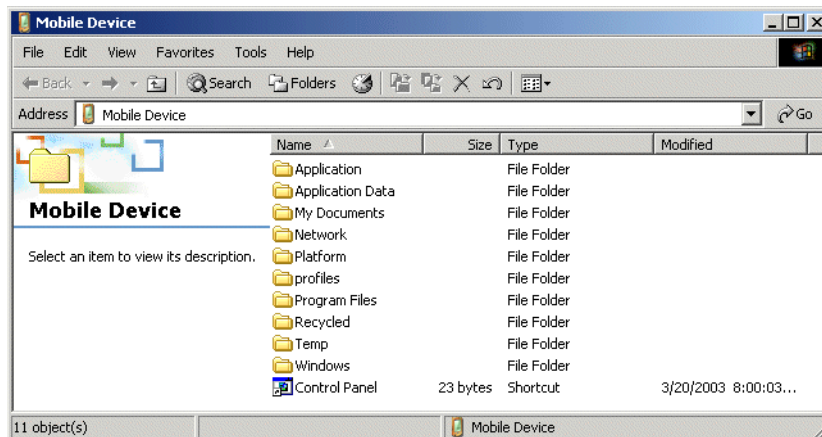 Mobile Device
File Edit View Favorites Tools Help
Back Search Folders
Address Mobile Device Go
Name Size Type Modified
Application File Folder
Application Data File Folder
My Documents File Folder
Network File Folder
Platform File Folder
profiles File Folder
Program Files File Folder
Recycled File Folder
Temp File Folder
Windows File Folder
Control Panel 23 bytes Shortcut 3/20/2003 8:00:03...
Mobile Device
Select an item to view its description.
11 object(s) Mobile Device